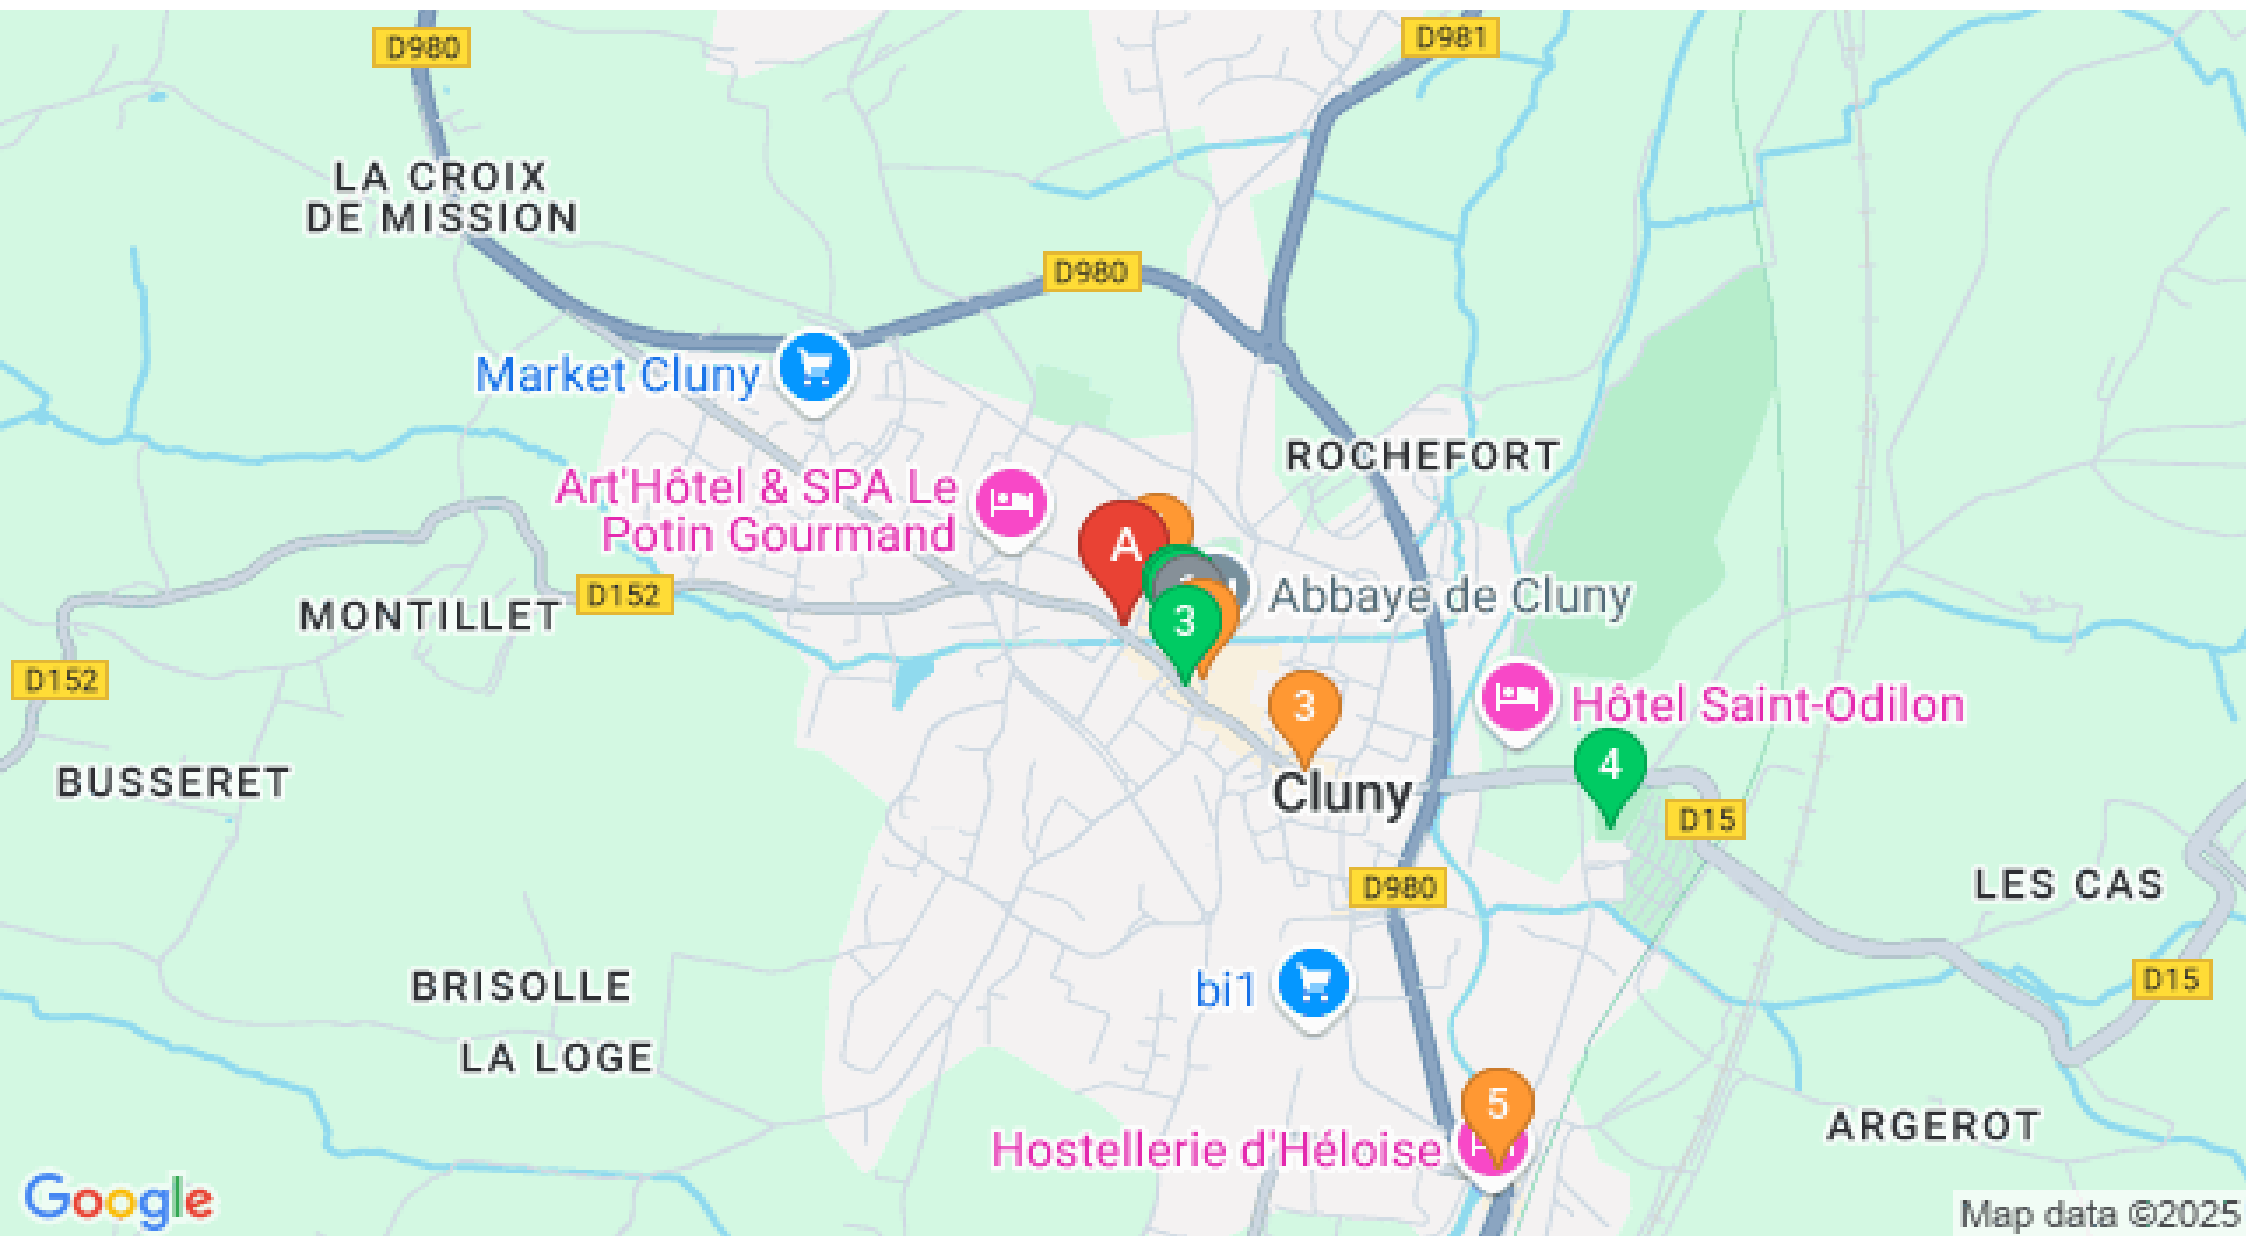 D980
D981
LA CROIX
DE MISSION
D980
Market Cluny
ROCHEFORT
Art'Hôtel & SPA Le
Potin Gourmand
A
Abbaye de Cluny
D152
MONTILLET
3
D152
3
Hôtel Saint-Odilon
BUSSERET
Cluny
4
D15
D980
LES CAS
BRISOLLE
bi1
D15
LA LOGE
5
ARGEROT
Hostellerie d'Héloise
Google
Map data ©2025